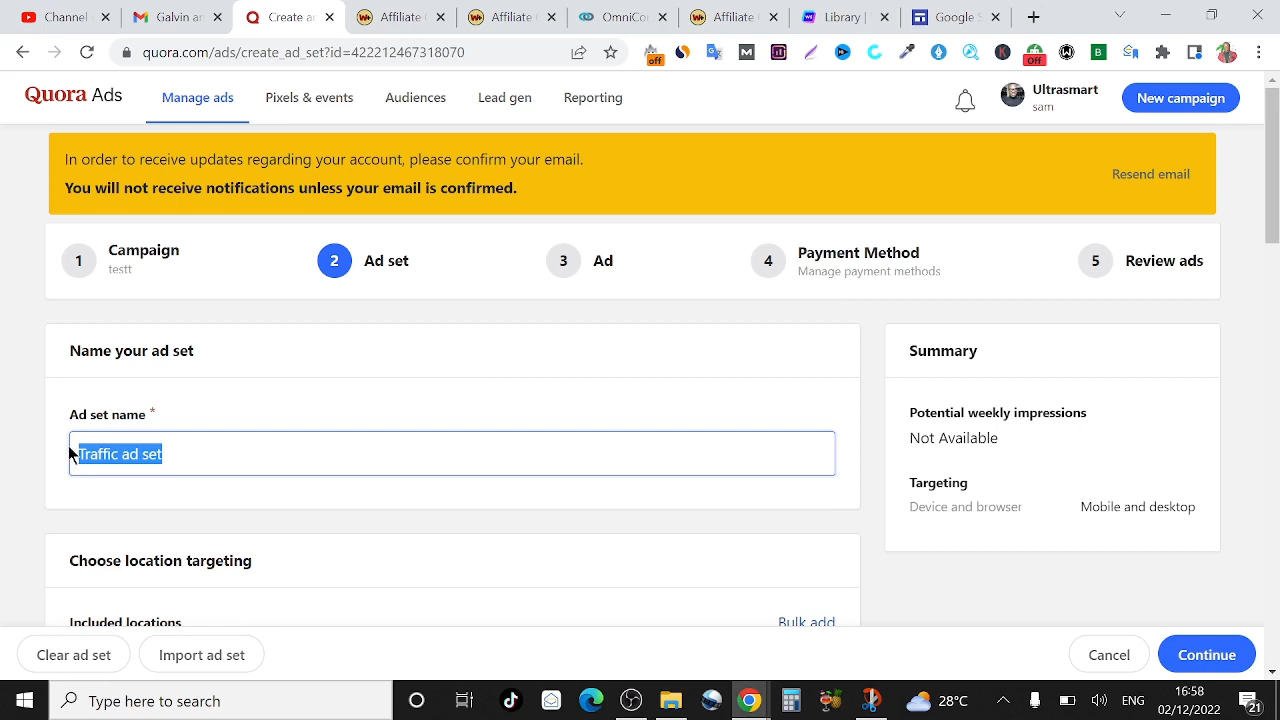 Channel
Galvin ar
Create ar
Affiliate
Affiliate
OmniCo
Affiliate
Library |
Google S
quora.com/ads/create_ad_set?id=422212467318070
off
Off
Quora Ads
Manage ads
Pixels & events
Audiences
Lead gen
Reporting
Ultrasmart
sam
New campaign
In order to receive updates regarding your account, please confirm your email.
You will not receive notifications unless your email is confirmed.
Resend email
1
Campaign
testt
2
Ad set
3
Ad
4
Payment Method
Manage payment methods
5
Review ads
Name your ad set
Ad set name *
Traffic ad set
Summary
Potential weekly impressions
Not Available
Targeting
Device and browser
Mobile and desktop
Choose location targeting
Included locations
Bulk add
Clear ad set
Import ad set
Cancel
Continue
Type here to search
28°C
ENG
16:58
02/12/2022
21